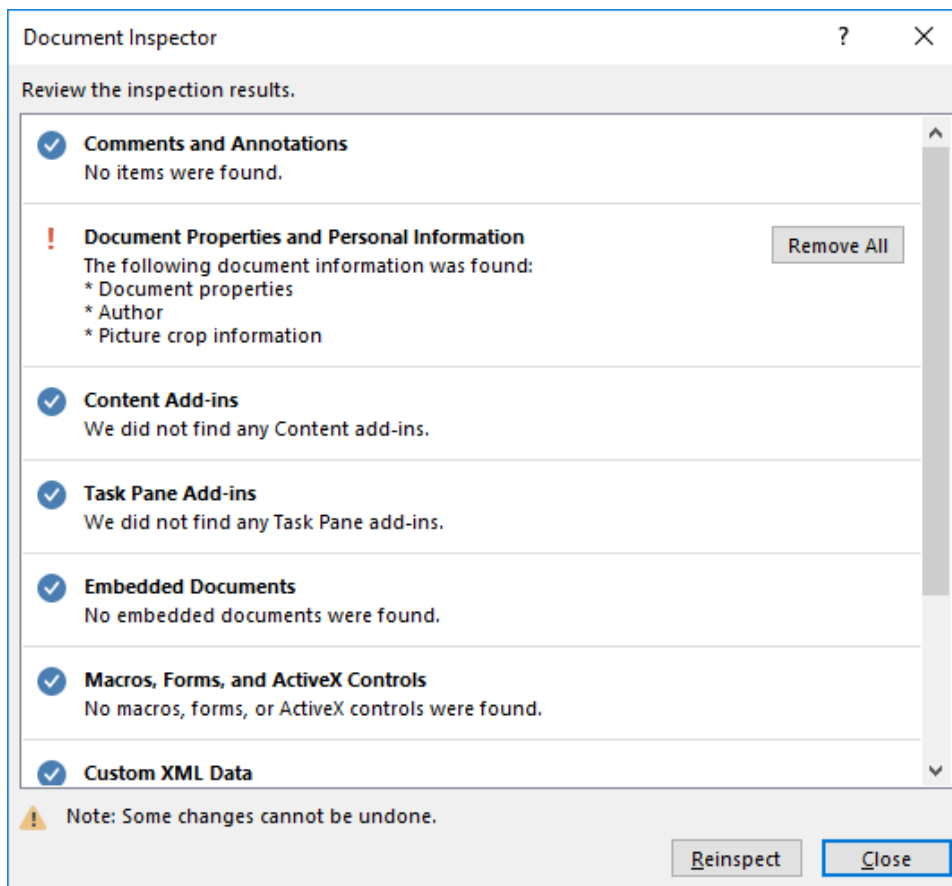 Document Inspector
?
Review the inspection results.
Comments and Annotations
No items were found.
Document Properties and Personal Information
Remove All
The following document information was found:
* Document properties
* Author
* Picture crop information
Content Add-ins
We did not find any Content add-ins.
Task Pane Add-ins
We did not find any Task Pane add-ins.
Embedded Documents
No embedded documents were found.
Macros, Forms, and ActiveX Controls
No macros, forms, or ActiveX controls were found.
Custom XML Data
Note: Some changes cannot be undone.
Reinspect
Close